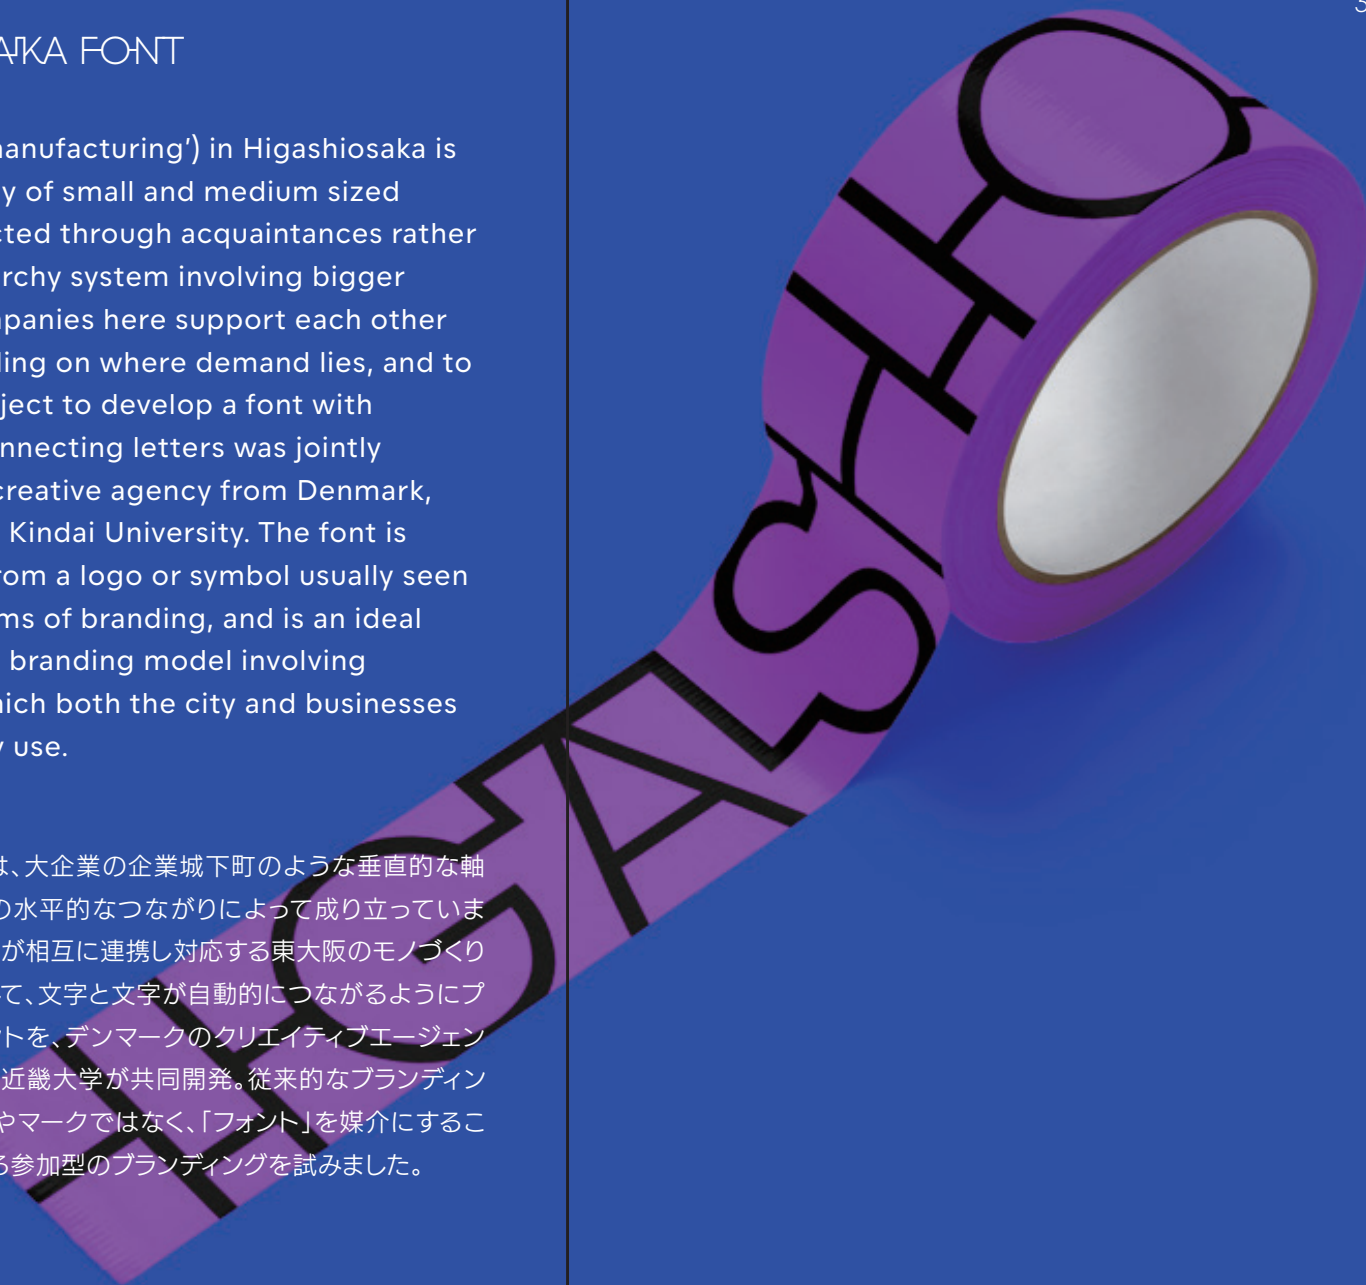 AIKA FONT
anufacturing’) in Higashiosaka is
y of small and medium sized
cted through acquaintances rather
rchy system involving bigger
panies here support each other
ling on where demand lies, and to
ject to develop a font with
nnecting letters was jointly
creative agency from Denmark,
Kindai University. The font is
rom a logo or symbol usually seen
ms of branding, and is an ideal
branding model involving
hich both the city and businesses
y use.
は、大企業の企業城下町のような垂直的な軸
の水平的なつながりによって成り立っていま
が相互に連携し対応する東大阪のモノづくり
て、文字と文字が自動的につながるようにプ
ントを、デンマークのクリエイティブエージェン
近畿大学が共同開発。従来的なブランディン
やマークではなく、「フォント」を媒介にするこ
る参加型のブランディングを試みました。
HIGASHIO